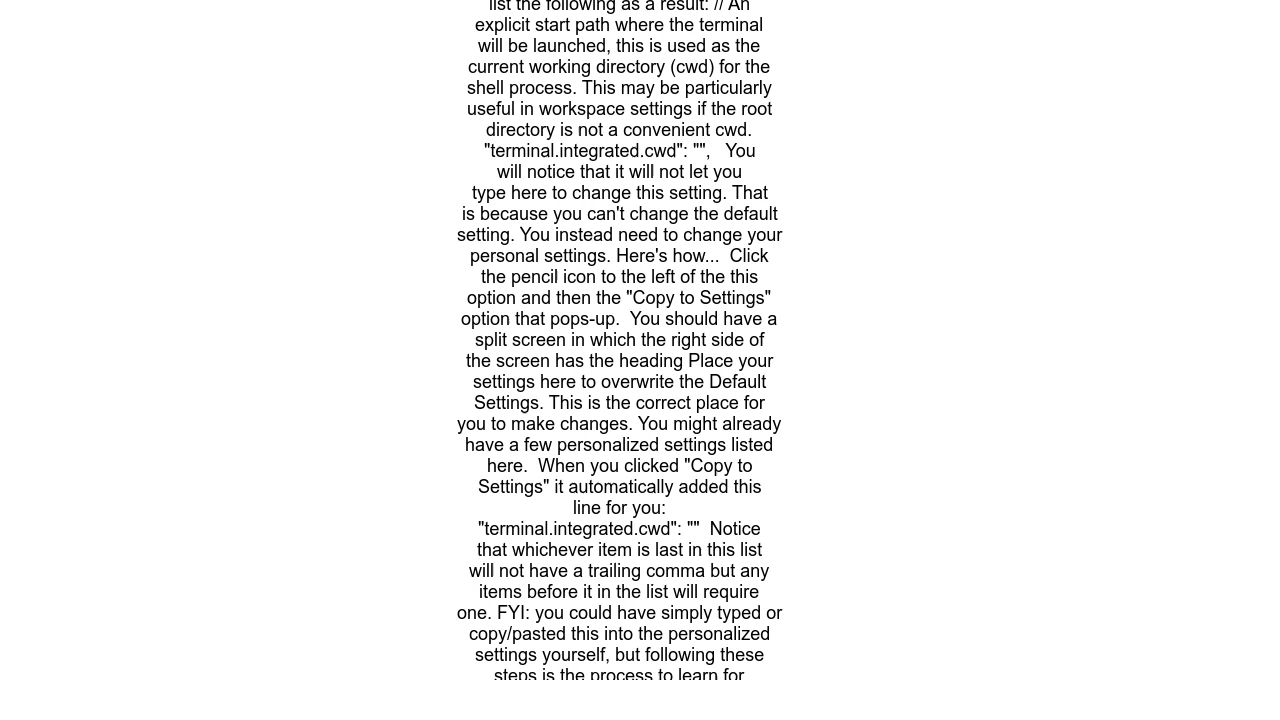 list the following as a result: // An
explicit start path where the terminal
will be launched, this is used as the
current working directory (cwd) for the
shell process. This may be particularly
useful in workspace settings if the root
directory is not a convenient cwd.
"terminal.integrated.cwd": "",   You
will notice that it will not let you
type here to change this setting. That
is because you can't change the default
setting. You instead need to change your
personal settings. Here's how...  Click
the pencil icon to the left of the this
option and then the "Copy to Settings"
option that pops-up.  You should have a
split screen in which the right side of
the screen has the heading Place your
settings here to overwrite the Default
Settings. This is the correct place for
you to make changes. You might already
have a few personalized settings listed
here.  When you clicked "Copy to
Settings" it automatically added this
line for you:
"terminal.integrated.cwd": ""  Notice
that whichever item is last in this list
will not have a trailing comma but any
items before it in the list will require
one. FYI: you could have simply typed or
copy/pasted this into the personalized
settings yourself, but following these
steps is the process to learn for